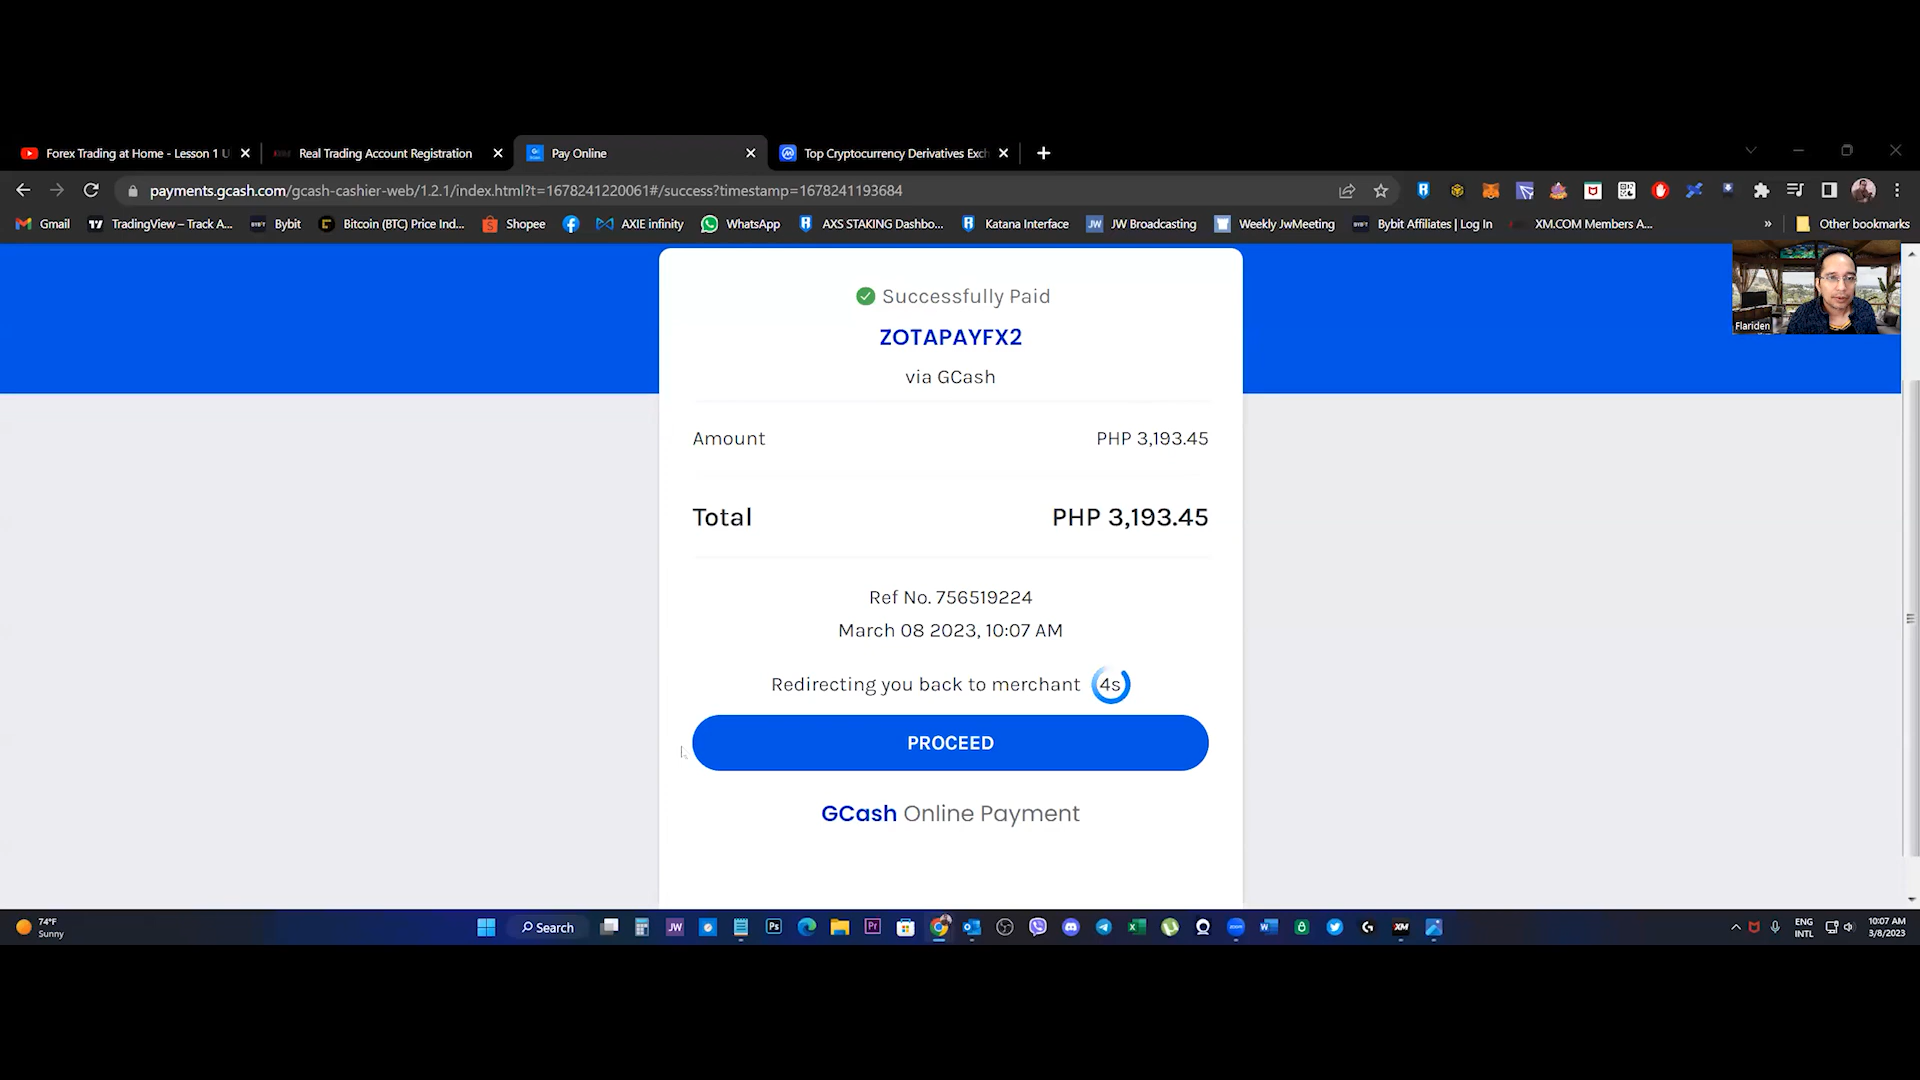 Forex Trading at Home - Lesson 1 U
Real Trading Account Registration
Pay Online
Top Cryptocurrency Derivatives Exch
payments.gcash.com/gcash-cashier-web/1.2.1/index.html?t=1678241220061#/success?timestamp=1678241193684
Gmail
TradingView – Track A...
Bybit
Bitcoin (BTC) Price Ind...
Shopee
AXIE infinity
WhatsApp
AXS STAKING Dashbo...
Katana Interface
JW Broadcasting
Weekly JwMeeting
Bybit Affiliates | Log In
XM.COM Members A...
»
Other bookmarks
Flariden
Successfully Paid
ZOTAPAYFX2
via GCash
Amount PHP 3,193.45
Total PHP 3,193.45
Ref No. 756519224
March 08 2023, 10:07 AM
Redirecting you back to merchant 4s
PROCEED
GCash Online Payment
74°F
Sunny
Search
ENG
INTL
10:07 AM
3/8/2023